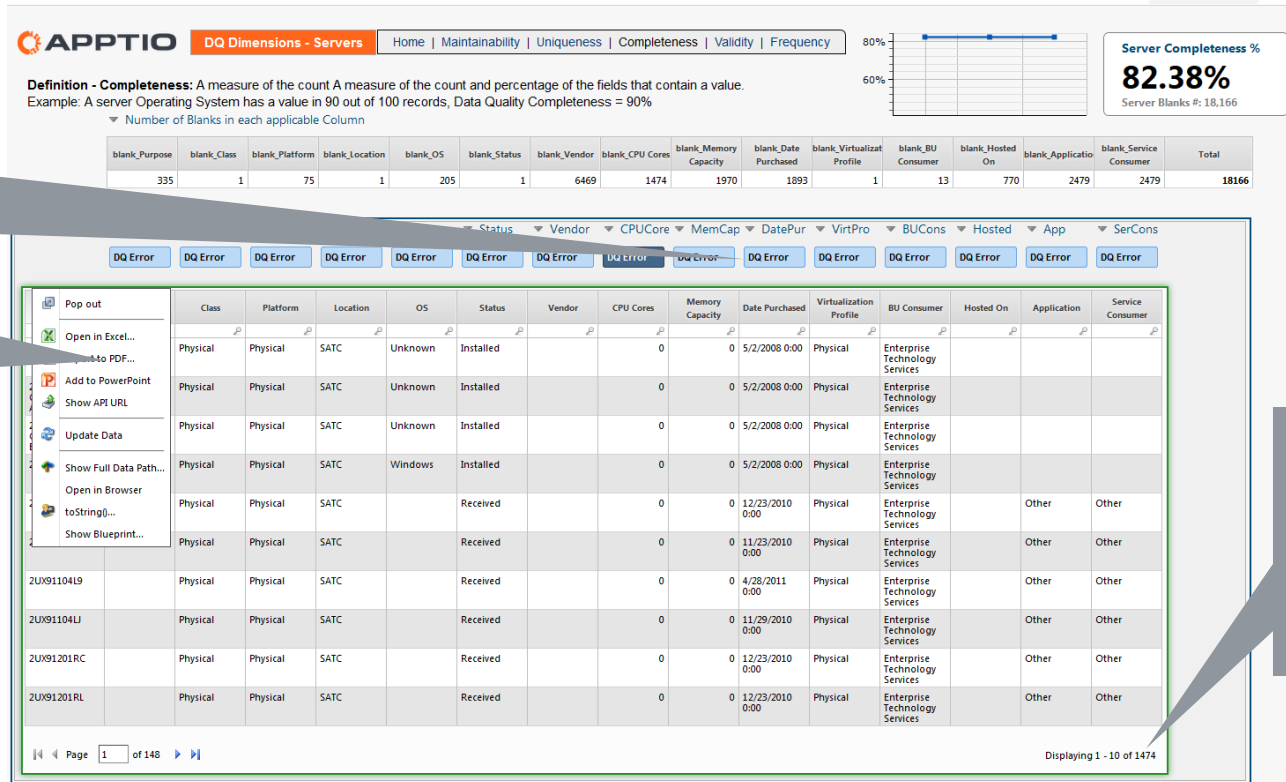 APPTIO
DQ Dimensions - Servers
Home | Maintainability | Uniqueness | Completeness | Validity | Frequency
80%
60%
Server Completeness %
82.38%
Server Blanks #: 18,166
Definition - Completeness: A measure of the count A measure of the count and percentage of the fields that contain a value.
Example: A server Operating System has a value in 90 out of 100 records, Data Quality Completeness = 90%
Number of Blanks in each applicable Column
blank_Purpose blank_Class blank_Platform blank_Location blank_OS blank_Status blank_Vendor blank_CPU Cores blank_Memory Capacity blank_Date Purchased blank_Virtualizat Profile blank_BU Consumer blank_Hosted On blank_Applicatio blank_Service Consumer Total
335 1 75 1 205 1 6469 1474 1970 1893 1 13 770 2479 2479 18166
Status Vendor CPUCore MemCap DatePur VirtPro BUCons Hosted App SerCons
DQ Error DQ Error DQ Error DQ Error DQ Error DQ Error DQ Error DQ Error DQ Error DQ Error DQ Error DQ Error DQ Error DQ Error DQ Error
Class Platform Location OS Status Vendor CPU Cores Memory Capacity Date Purchased Virtualization Profile BU Consumer Hosted On Application Service Consumer
Pop out
Open in Excel...
to PDF...
Add to PowerPoint
Show API URL
Update Data
Show Full Data Path...
Open in Browser
toString()...
Show Blueprint...
Physical Physical SATC Unknown Installed 0 0 5/2/2008 0:00 Physical Enterprise Technology Services
Physical Physical SATC Unknown Installed 0 0 5/2/2008 0:00 Physical Enterprise Technology Services
Physical Physical SATC Unknown Installed 0 0 5/2/2008 0:00 Physical Enterprise Technology Services
Physical Physical SATC Windows Installed 0 0 5/2/2008 0:00 Physical Enterprise Technology Services
Physical Physical SATC Received 0 0 12/23/2010 0:00 Physical Enterprise Technology Services Other Other
Physical Physical SATC Received 0 0 11/23/2010 0:00 Physical Enterprise Technology Services Other Other
2UX91104L9 Physical Physical SATC Received 0 0 4/28/2011 0:00 Physical Enterprise Technology Services Other Other
2UX91104LJ Physical Physical SATC Received 0 0 11/29/2010 0:00 Physical Enterprise Technology Services Other Other
2UX91201RC Physical Physical SATC Received 0 0 12/23/2010 0:00 Physical Enterprise Technology Services Other Other
2UX91201RL Physical Physical SATC Received 0 0 12/23/2010 0:00 Physical Enterprise Technology Services Other Other
Page 1 of 148
Displaying 1 - 10 of 1474